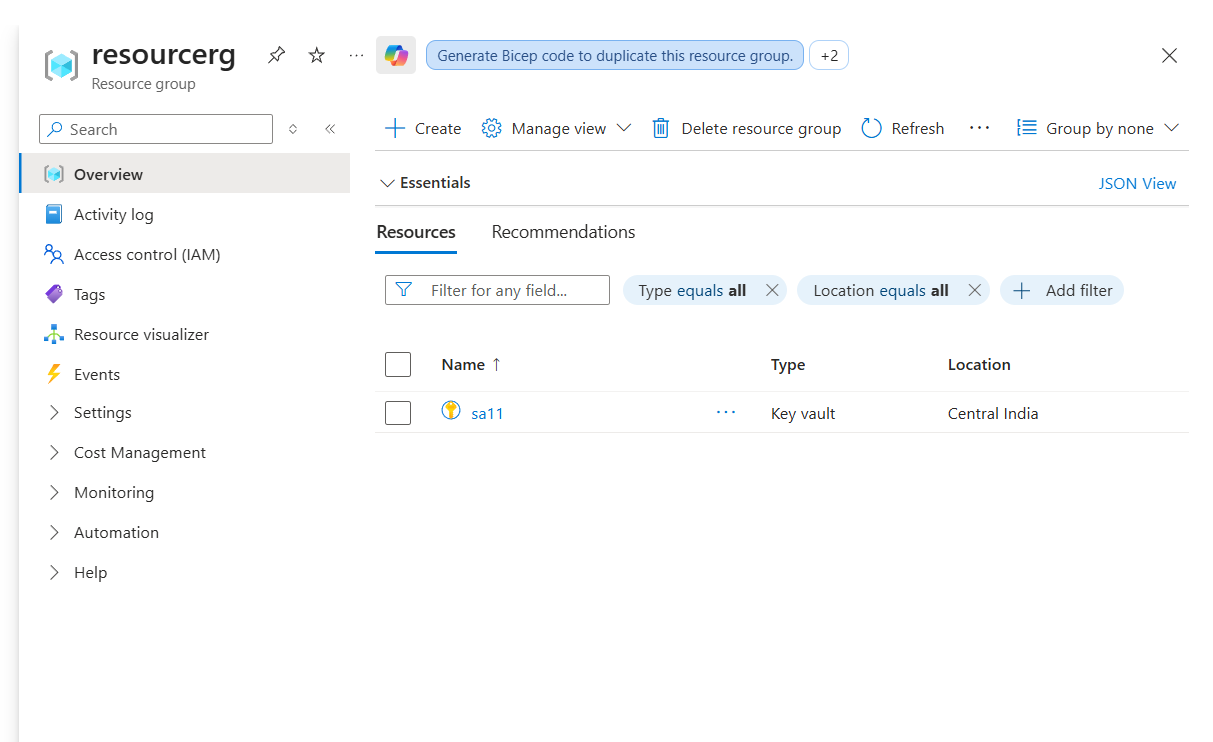 resourcerg
Resource group
Generate Bicep code to duplicate this resource group.
+2
Search
Create
Manage view
Delete resource group
Refresh
Group by none
Overview
Activity log
Access control (IAM)
Tags
Resource visualizer
Events
Settings
Cost Management
Monitoring
Automation
Help
Essentials
JSON View
Resources
Recommendations
Filter for any field...
Type equals all
Location equals all
Add filter
Name ↑ Type Location
sa11 ··· Key vault Central India